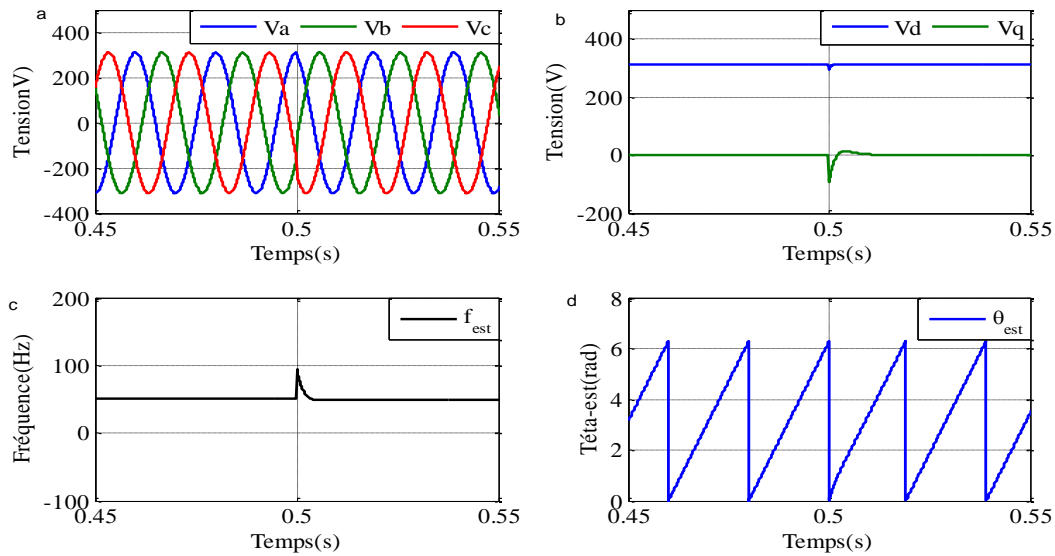 a
Va Vb Vc
400
200
0
-200
-400
TensionV)
0.45 0.5 0.55
Temps(s)
b
Vd Vq
400
200
0
-200
Tension(V)
0.45 0.5 0.55
Temps(s)
c
f_est
200
100
0
-100
Fréquence(Hz)
0.45 0.5 0.55
Temps(s)
d
θ_est
8
6
4
2
0
Téta-est(rad)
0.45 0.5 0.55
Temps(s)